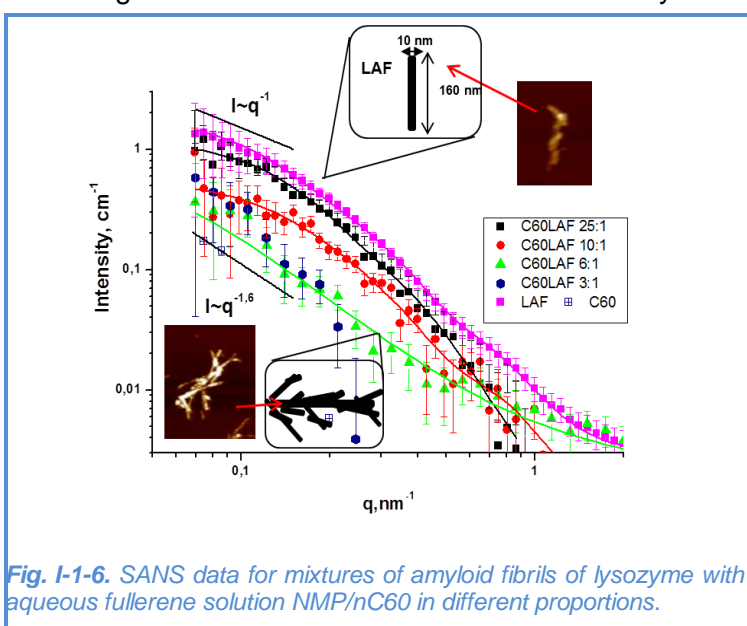 10 nm
LAF
160 nm
I~q-1
1
0,1
0,01
Intensity, cm-1
C60LAF 25:1
C60LAF 10:1
C60LAF 6:1
C60LAF 3:1
LAF C60
I~q-1,6
0,1
1
q,nm-1
Fig. I-1-6. SANS data for mixtures of amyloid fibrils of lysozyme with
aqueous fullerene solution NMP/nC60 in different proportions.